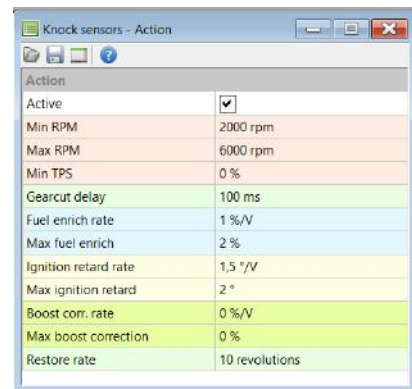 Knock sensors - Action
Action
Active
Min RPM 2000 rpm
Max RPM 6000 rpm
Min TPS 0 %
Gearcut delay 100 ms
Fuel enrich rate 1 %/V
Max fuel enrich 2 %
Ignition retard rate 1,5 °/V
Max ignition retard 2 °
Boost corr. rate 0 %/V
Max boost correction 0 %
Restore rate 10 revolutions